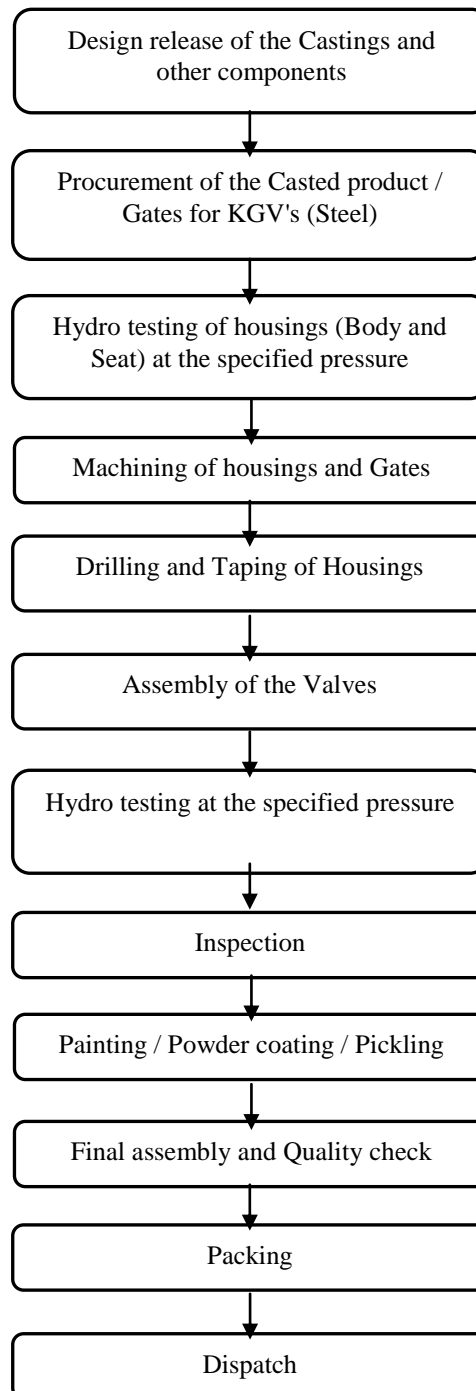 Design release of the Castings and
other components
Procurement of the Casted product /
Gates for KGV's (Steel)
Hydro testing of housings (Body and
Seat) at the specified pressure
Machining of housings and Gates
Drilling and Taping of Housings
Assembly of the Valves
Hydro testing at the specified pressure
Inspection
Painting / Powder coating / Pickling
Final assembly and Quality check
Packing
Dispatch